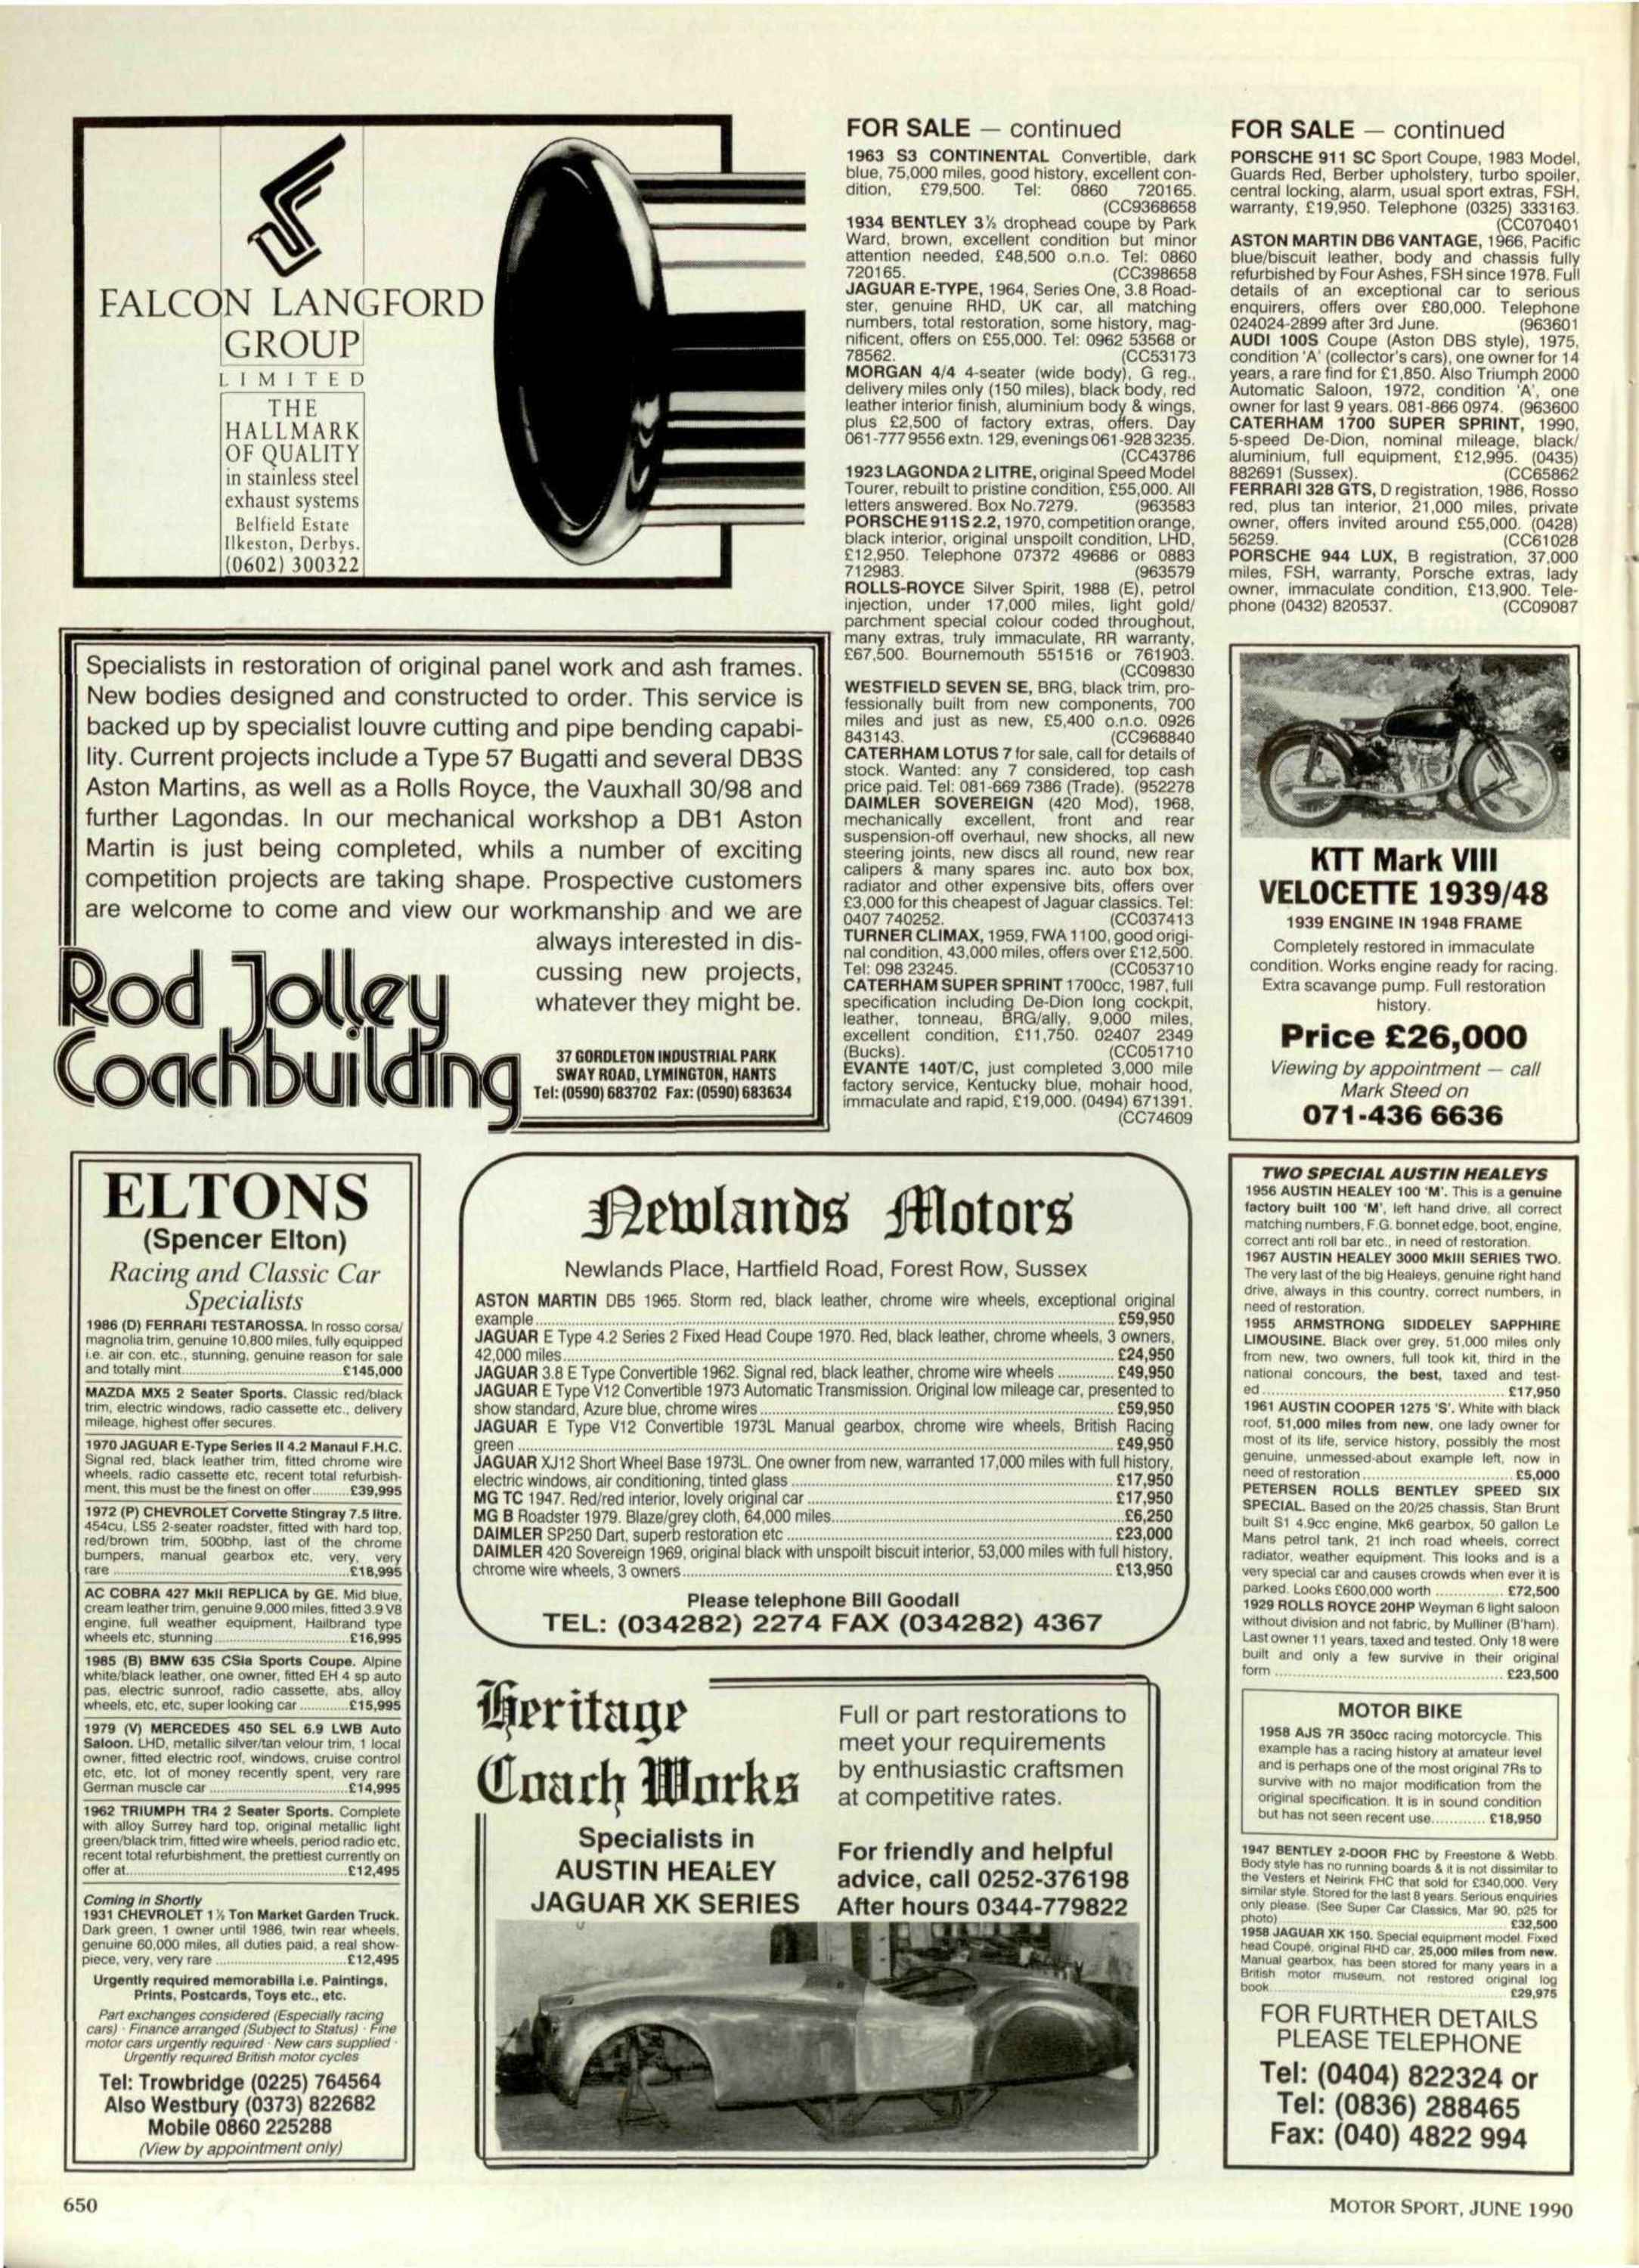 FALCON LANGFORD
GROUP
LIMITED
THE
HALLMARK
OF QUALITY
in stainless steel
exhaust systems
Belfield Estate
Ilkeston, Derbys.
(0602) 300322
Specialists in restoration of original panel work and ash frames.
New bodies designed and constructed to order. This service is
backed up by specialist louvre cutting and pipe bending capabi-
lity. Current projects include a Type 57 Bugatti and several DB3S
Aston Martins, as well as a Rolls Royce, the Vauxhall 30/98 and
further Lagondas. In our mechanical workshop a DB1 Aston
Martin is just being completed, whils a number of exciting
competition projects are taking shape. Prospective customers
are welcome to come and view our workmanship and we are
always interested in dis-
cussing new projects,
whatever they might be.
Rod Jolley
Coachbuilding
37 GORDLETON INDUSTRIAL PARK
SWAY ROAD, LYMINGTON, HANTS
Tel: (0590) 683702 Fax: (0590) 683634
FOR SALE — continued
1963 S3 CONTINENTAL Convertible, dark
blue, 75,000 miles, good history, excellent con-
dition, £79,500. Tel: 0860 720165.
(CC9368658
1934 BENTLEY 3½ drophead coupe by Park
Ward, brown, excellent condition but minor
attention needed, £48,500 o.n.o. Tel: 0860
720165. (CC398658
JAGUAR E-TYPE, 1964, Series One, 3.8 Road-
ster, genuine RHD, UK car, all matching
numbers, total restoration, some history, mag-
nificent, offers on £55,000. Tel: 0962 53568 or
78562. (CC53173
MORGAN 4/4 4-seater (wide body), G reg.,
delivery miles only (150 miles), black body, red
leather interior finish, aluminium body & wings,
plus £2,500 of factory extras, offers. Day
061-777 9556 extn. 129, evenings 061-928 3235.
(CC43786
1923 LAGONDA 2 LITRE, original Speed Model
Tourer, rebuilt to pristine condition, £55,000. All
letters answered. Box No.7279. (963583
PORSCHE 911S 2.2, 1970, competition orange,
black interior, original unspoilt condition, LHD,
£12,950. Telephone 07372 49686 or 0883
712983. (963579
ROLLS-ROYCE Silver Spirit, 1988 (E), petrol
injection, under 17,000 miles, light gold/
parchment special colour coded throughout,
many extras, truly immaculate, RR warranty,
£67,500. Bournemouth 551516 or 761903.
(CC09830
WESTFIELD SEVEN SE, BRG, black trim, pro-
fessionally built from new components, 700
miles and just as new, £5,400 o.n.o. 0926
843143. (CC968840
CATERHAM LOTUS 7 for sale, call for details of
stock. Wanted: any 7 considered, top cash
price paid. Tel: 081-669 7386 (Trade). (952278
DAIMLER SOVEREIGN (420 Mod), 1968,
mechanically excellent, front and rear
suspension-off overhaul, new shocks, all new
steering joints, new discs all round, new rear
calipers & many spares inc. auto box box,
radiator and other expensive bits, offers over
£3,000 for this cheapest of Jaguar classics. Tel:
0407 740252. (CC037413
TURNER CLIMAX, 1959, FWA 1100, good origi-
nal condition, 43,000 miles, offers over £12,500.
Tel: 098 23245. (CC053710
CATERHAM SUPER SPRINT 1700cc, 1987, full
specification including De-Dion long cockpit,
leather, tonneau, BRG/ally, 9,000 miles,
excellent condition, £11,750. 02407 2349
(Bucks). (CC051710
EVANTE 140T/C, just completed 3,000 mile
factory service, Kentucky blue, mohair hood,
immaculate and rapid, £19,000. (0494) 671391.
(CC74609
FOR SALE — continued
PORSCHE 911 SC Sport Coupe, 1983 Model,
Guards Red, Berber upholstery, turbo spoiler,
central locking, alarm, usual sport extras, FSH,
warranty, £19,950. Telephone (0325) 333163.
(CC070401
ASTON MARTIN DB6 VANTAGE, 1966, Pacific
blue/biscuit leather, body and chassis fully
refurbished by Four Ashes, FSH since 1978. Full
details of an exceptional car to serious
enquirers, offers over £80,000. Telephone
024024-2899 after 3rd June. (963601
AUDI 100S Coupe (Aston DBS style), 1975,
condition 'A' (collector's cars), one owner for 14
years, a rare find for £1,850. Also Triumph 2000
Automatic Saloon, 1972, condition 'A', one
owner for last 9 years. 081-866 0974. (963600
CATERHAM 1700 SUPER SPRINT, 1990,
5-speed De-Dion, nominal mileage, black/
aluminium, full equipment, £12,995. (0435)
882691 (Sussex). (CC65862
FERRARI 328 GTS, D registration, 1986, Rosso
red, plus tan interior, 21,000 miles, private
owner, offers invited around £55,000. (0428)
56259. (CC61028
PORSCHE 944 LUX, B registration, 37,000
miles, FSH, warranty, Porsche extras, lady
owner, immaculate condition, £13,900. Tele-
phone (0432) 820537. (CC09087
KTT Mark VIII
VELOCETTE 1939/48
1939 ENGINE IN 1948 FRAME
Completely restored in immaculate
condition. Works engine ready for racing.
Extra scavange pump. Full restoration
history.
Price £26,000
Viewing by appointment — call
Mark Steed on
071-436 6636
ELTONS
(Spencer Elton)
Racing and Classic Car
Specialists
1986 (D) FERRARI TESTAROSSA. In rosso corsa/
magnolia trim, genuine 10,800 miles, fully equipped
i.e. air con. etc., stunning, genuine reason for sale
and totally mint £145,000
MAZDA MX5 2 Seater Sports. Classic red/black
trim, electric windows, radio cassette etc., delivery
mileage, highest offer secures.
1970 JAGUAR E-Type Series II 4.2 Manaul F.H.C.
Signal red, black leather trim, fitted chrome wire
wheels, radio cassette etc, recent total refurbish-
ment, this must be the finest on offer £39,995
1972 (P) CHEVROLET Corvette Stingray 7.5 litre.
454cu, LS5 2-seater roadster, fitted with hard top,
red/brown trim, 500bhp, last of the chrome
bumpers, manual gearbox etc, very, very
rare £18,995
AC COBRA 427 MkII REPLICA by GE. Mid blue,
cream leather trim, genuine 9,000 miles, fitted 3.9 V8
engine, full weather equipment, Hailbrand type
wheels etc, stunning £16,995
1985 (B) BMW 635 CSia Sports Coupe. Alpine
white/black leather, one owner, fitted EH 4 sp auto
pas, electric sunroof, radio cassette, abs, alloy
wheels, etc, etc, super looking car £15,995
1979 (V) MERCEDES 450 SEL 6.9 LWB Auto
Saloon. LHD, metallic silver/tan velour trim, 1 local
owner, fitted electric roof, windows, cruise control
etc, etc, lot of money recently spent, very rare
German muscle car £14,995
1962 TRIUMPH TR4 2 Seater Sports. Complete
with alloy Surrey hard top, original metallic light
green/black trim, fitted wire wheels, period radio etc,
recent total refurbishment, the prettiest currently on
offer at £12,495
Coming in Shortly
1931 CHEVROLET 1½ Ton Market Garden Truck.
Dark green, 1 owner until 1986, twin rear wheels,
genuine 60,000 miles, all duties paid, a real show-
piece, very, very rare £12,495
Urgently required memorabilla i.e. Paintings,
Prints, Postcards, Toys etc., etc.
Part exchanges considered (Especially racing
cars) · Finance arranged (Subject to Status) · Fine
motor cars urgently required · New cars supplied ·
Urgently required British motor cycles
Tel: Trowbridge (0225) 764564
Also Westbury (0373) 822682
Mobile 0860 225288
(View by appointment only)
Newlands Motors
Newlands Place, Hartfield Road, Forest Row, Sussex
ASTON MARTIN DB5 1965. Storm red, black leather, chrome wire wheels, exceptional original
example £59,950
JAGUAR E Type 4.2 Series 2 Fixed Head Coupe 1970. Red, black leather, chrome wheels, 3 owners,
42,000 miles £24,950
JAGUAR 3.8 E Type Convertible 1962. Signal red, black leather, chrome wire wheels £49,950
JAGUAR E Type V12 Convertible 1973 Automatic Transmission. Original low mileage car, presented to
show standard, Azure blue, chrome wires £59,950
JAGUAR E Type V12 Convertible 1973L Manual gearbox, chrome wire wheels, British Racing
green £49,950
JAGUAR XJ12 Short Wheel Base 1973L. One owner from new, warranted 17,000 miles with full history,
electric windows, air conditioning, tinted glass £17,950
MG TC 1947. Red/red interior, lovely original car £17,950
MG B Roadster 1979. Blaze/grey cloth, 64,000 miles £6,250
DAIMLER SP250 Dart, superb restoration etc £23,000
DAIMLER 420 Sovereign 1969, original black with unspoilt biscuit interior, 53,000 miles with full history,
chrome wire wheels, 3 owners £13,950
Please telephone Bill Goodall
TEL: (034282) 2274 FAX (034282) 4367
Heritage
Coach Works
Specialists in
AUSTIN HEALEY
JAGUAR XK SERIES
Full or part restorations to
meet your requirements
by enthusiastic craftsmen
at competitive rates.
For friendly and helpful
advice, call 0252-376198
After hours 0344-779822
TWO SPECIAL AUSTIN HEALEYS
1956 AUSTIN HEALEY 100 'M'. This is a genuine
factory built 100 'M', left hand drive, all correct
matching numbers, F.G. bonnet edge, boot, engine,
correct anti roll bar etc., in need of restoration.
1967 AUSTIN HEALEY 3000 MkIII SERIES TWO.
The very last of the big Healeys, genuine right hand
drive, always in this country, correct numbers, in
need of restoration.
1955 ARMSTRONG SIDDELEY SAPPHIRE
LIMOUSINE. Black over grey, 51,000 miles only
from new, two owners, full took kit, third in the
national concours, the best, taxed and test-
ed £17,950
1961 AUSTIN COOPER 1275 'S'. White with black
roof, 51,000 miles from new, one lady owner for
most of its life, service history, possibly the most
genuine, unmessed-about example left, now in
need of restoration £5,000
PETERSEN ROLLS BENTLEY SPEED SIX
SPECIAL. Based on the 20/25 chassis, Stan Brunt
built S1 4.9cc engine, Mk6 gearbox, 50 gallon Le
Mans petrol tank, 21 inch road wheels, correct
radiator, weather equipment. This looks and is a
very special car and causes crowds when ever it is
parked. Looks £600,000 worth £72,500
1929 ROLLS ROYCE 20HP Weyman 6 light saloon
without division and not fabric, by Mulliner (B'ham).
Last owner 11 years, taxed and tested. Only 18 were
built and only a few survive in their original
form £23,500
MOTOR BIKE
1958 AJS 7R 350cc racing motorcycle. This
example has a racing history at amateur level
and is perhaps one of the most original 7Rs to
survive with no major modification from the
original specification. It is in sound condition
but has not seen recent use £18,950
1947 BENTLEY 2-DOOR FHC by Freestone & Webb.
Body style has no running boards & it is not dissimilar to
the Vesters et Neirink FHC that sold for £340,000. Very
similar style. Stored for the last 8 years. Serious enquiries
only please. (See Super Car Classics, Mar 90, p25 for
photo) £32,500
1958 JAGUAR XK 150. Special equipment model. Fixed
head Coupé, original RHD car, 25,000 miles from new.
Manual gearbox, has been stored for many years in a
British motor museum, not restored original log
book £29,975
FOR FURTHER DETAILS
PLEASE TELEPHONE
Tel: (0404) 822324 or
Tel: (0836) 288465
Fax: (040) 4822 994
650
MOTOR SPORT, JUNE 1990